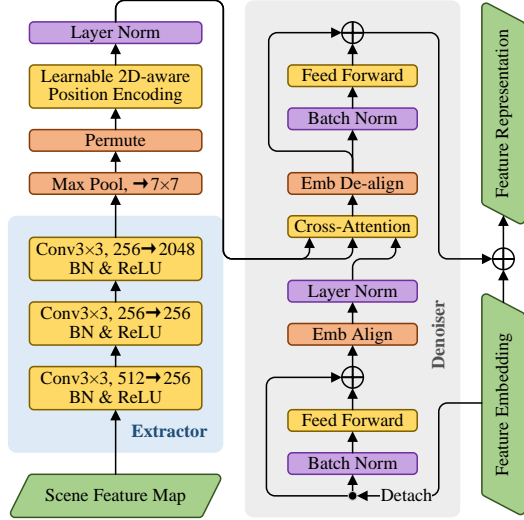 Layer Norm
Learnable 2D-aware
Position Encoding
Permute
Max Pool, →7×7
Conv3×3, 256→2048
BN & ReLU
Conv3×3, 256→256
BN & ReLU
Conv3×3, 512→256
BN & ReLU
Extractor
Scene Feature Map
Feed Forward
Batch Norm
Emb De-align
Cross-Attention
Layer Norm
Emb Align
Feed Forward
Batch Norm
Detach
Denoiser
Feature Representation
Feature Embedding